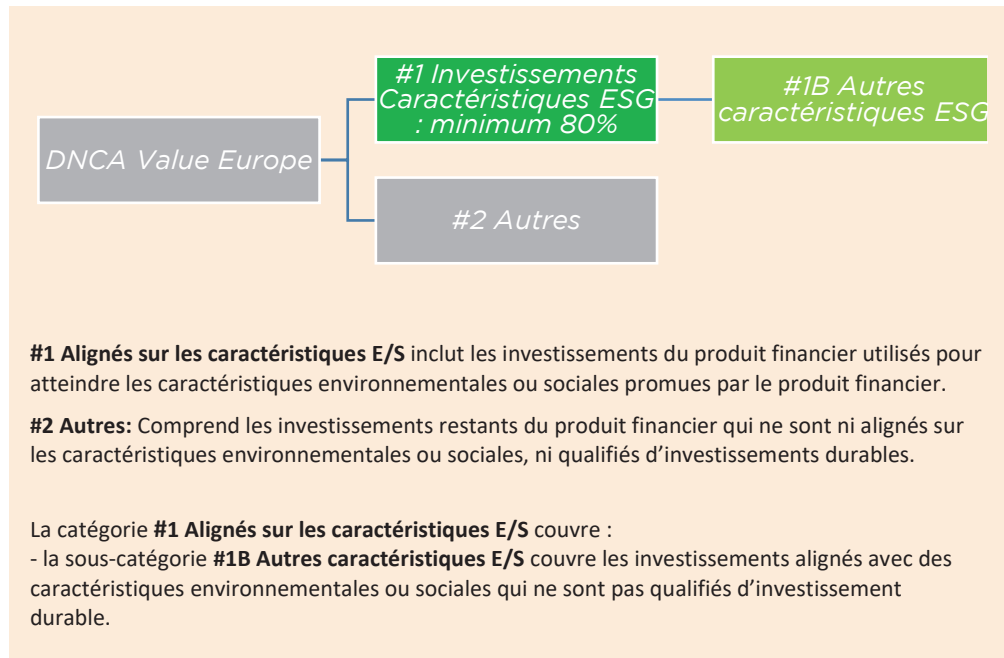 #1 Investissements
Caractéristiques ESG
: minimum 80%
#1B Autres
caractéristiques ESG
DNCA Value Europe
#2 Autres
#1 Alignés sur les caractéristiques E/S inclut les investissements du produit financier utilisés pour
atteindre les caractéristiques environnementales ou sociales promues par le produit financier.
#2 Autres: Comprend les investissements restants du produit financier qui ne sont ni alignés sur
les caractéristiques environnementales ou sociales, ni qualifiés d’investissements durables.
La catégorie #1 Alignés sur les caractéristiques E/S couvre :
- la sous-catégorie #1B Autres caractéristiques E/S couvre les investissements alignés avec des
caractéristiques environnementales ou sociales qui ne sont pas qualifiés d’investissement
durable.